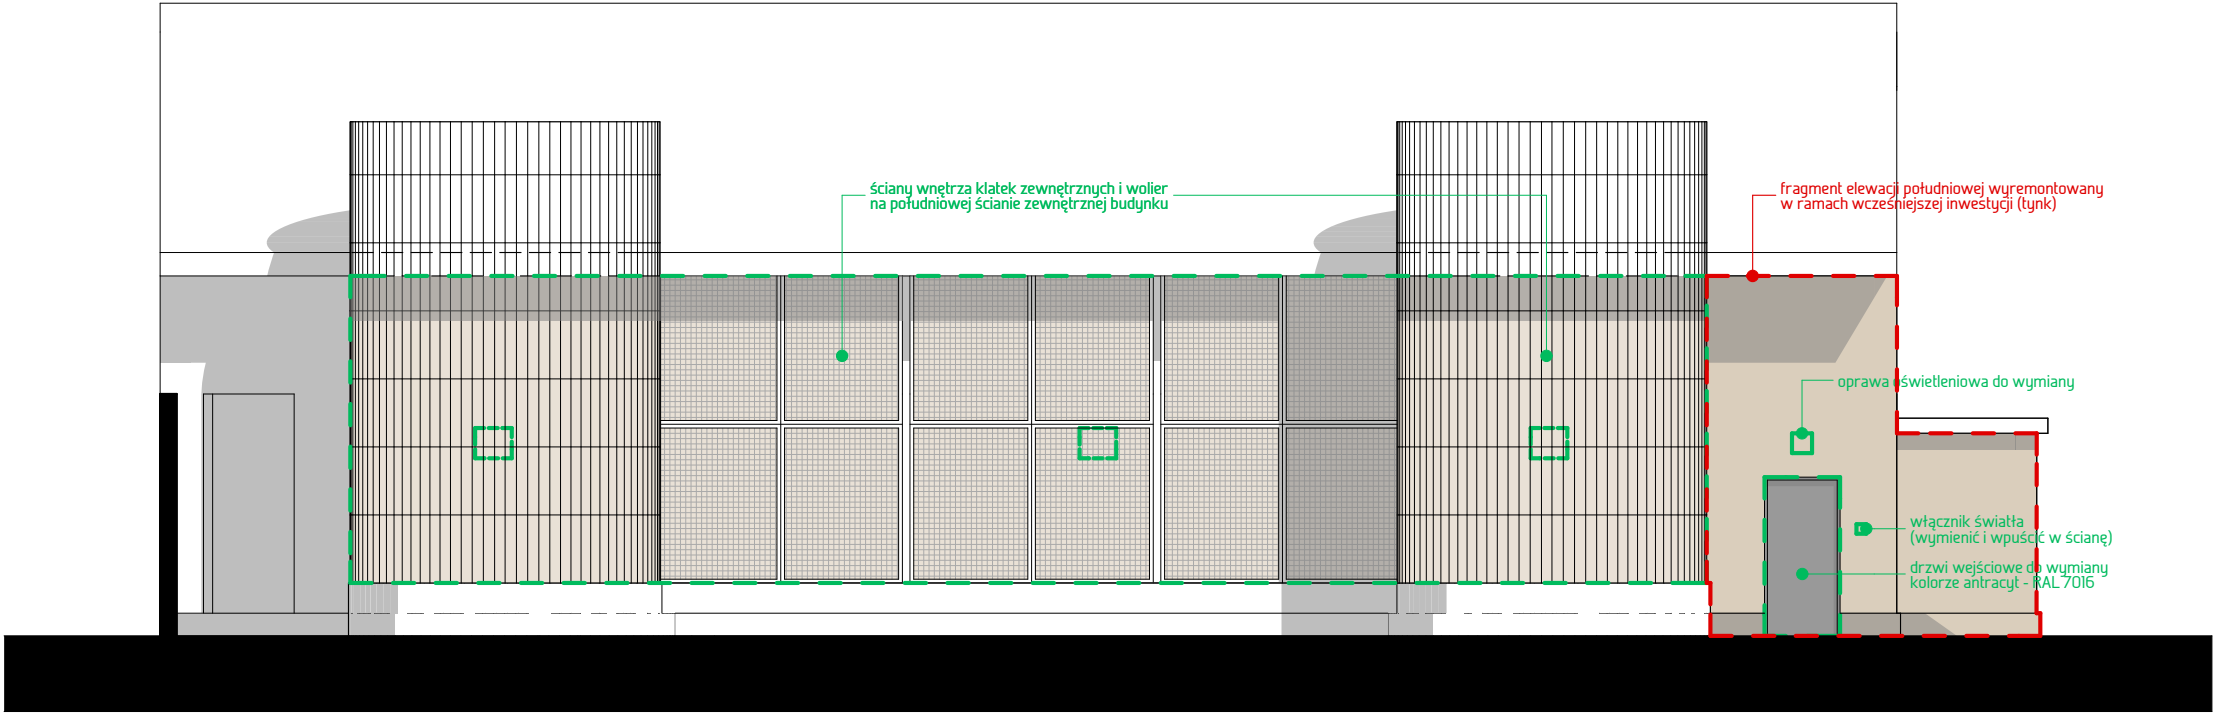 ściany wnętrza klatek zewnętrznych i wolier
na południowej ścianie zewnętrznej budynku
fragment elewacji południowej wyremontowany
w ramach wcześniejszej inwestycji (tynk)
oprawa oświetleniowa do wymiany
włącznik światła
(wymienić i wpuścić w ścianę)
drzwi wejściowe do wymiany
kolorze antracyt - RAL 7016